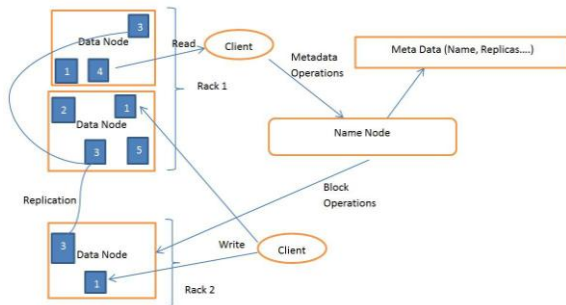 3
Data Node
1
4
Read
Client
Metadata
Operations
Meta Data (Name, Replicas....)
Rack 1
2
1
Data Node
3
5
Name Node
Replication
Block
Operations
3
Data Node
1
Write
Client
Rack 2